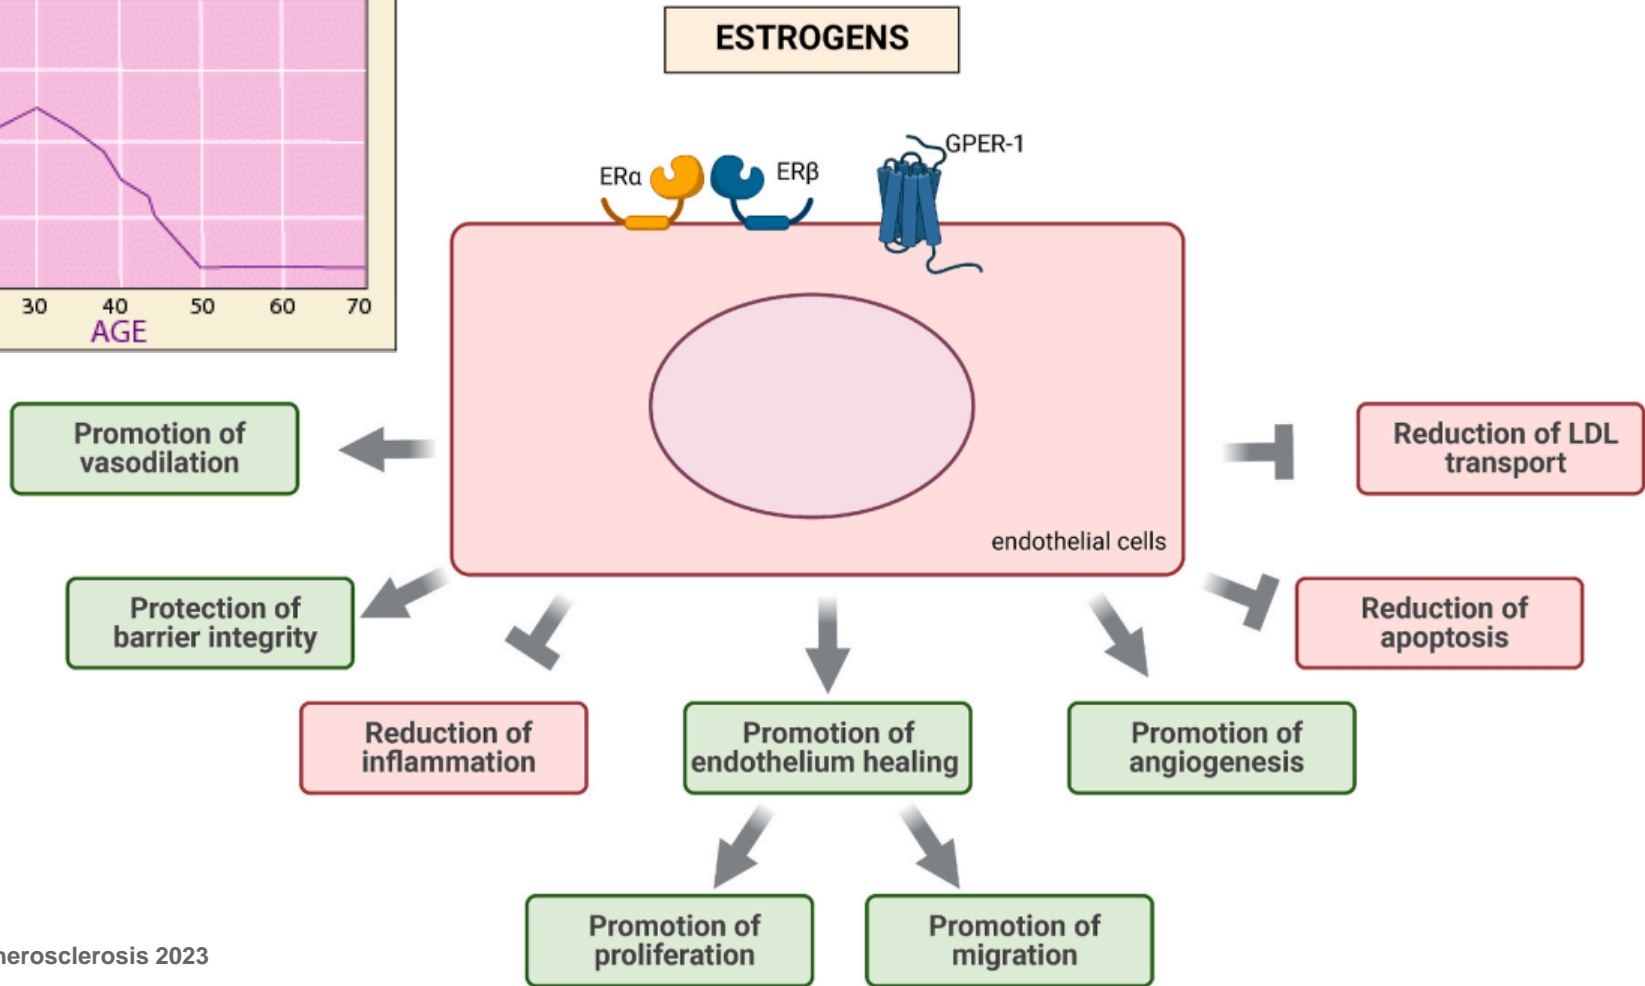 ESTROGENS
GPER-1
ERα
ERβ
30 40 50 60 70
AGE
endothelial cells
Promotion of
vasodilation
Reduction of LDL
transport
Protection of
barrier integrity
Reduction of
apoptosis
Reduction of
inflammation
Promotion of
endothelium healing
Promotion of
angiogenesis
Promotion of
proliferation
Promotion of
migration
nerosclerosis 2023